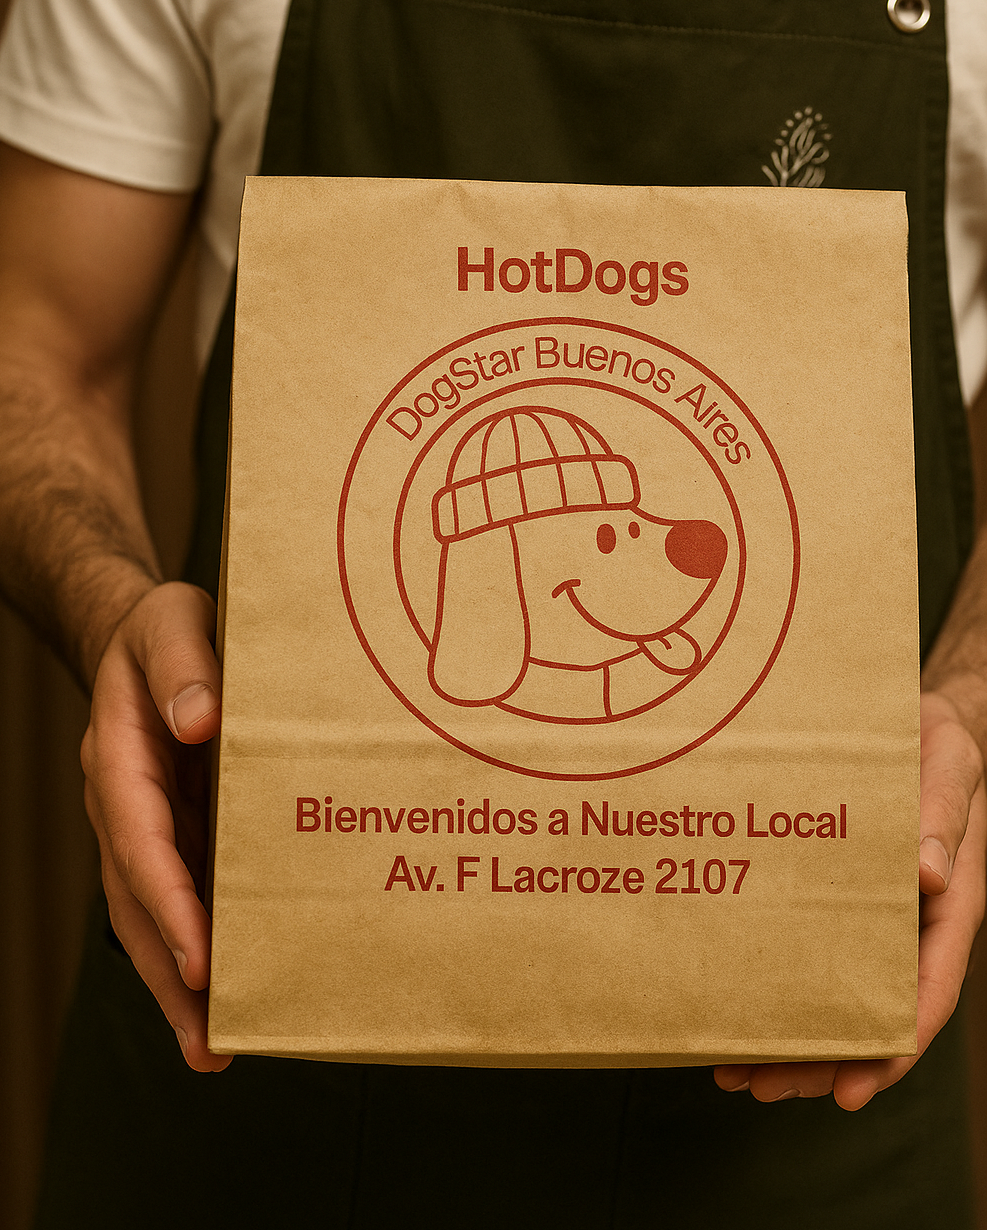 HotDogs
DogStar Buenos Aires
Bienvenidos a Nuestro Local
Av. F Lacroze 2107